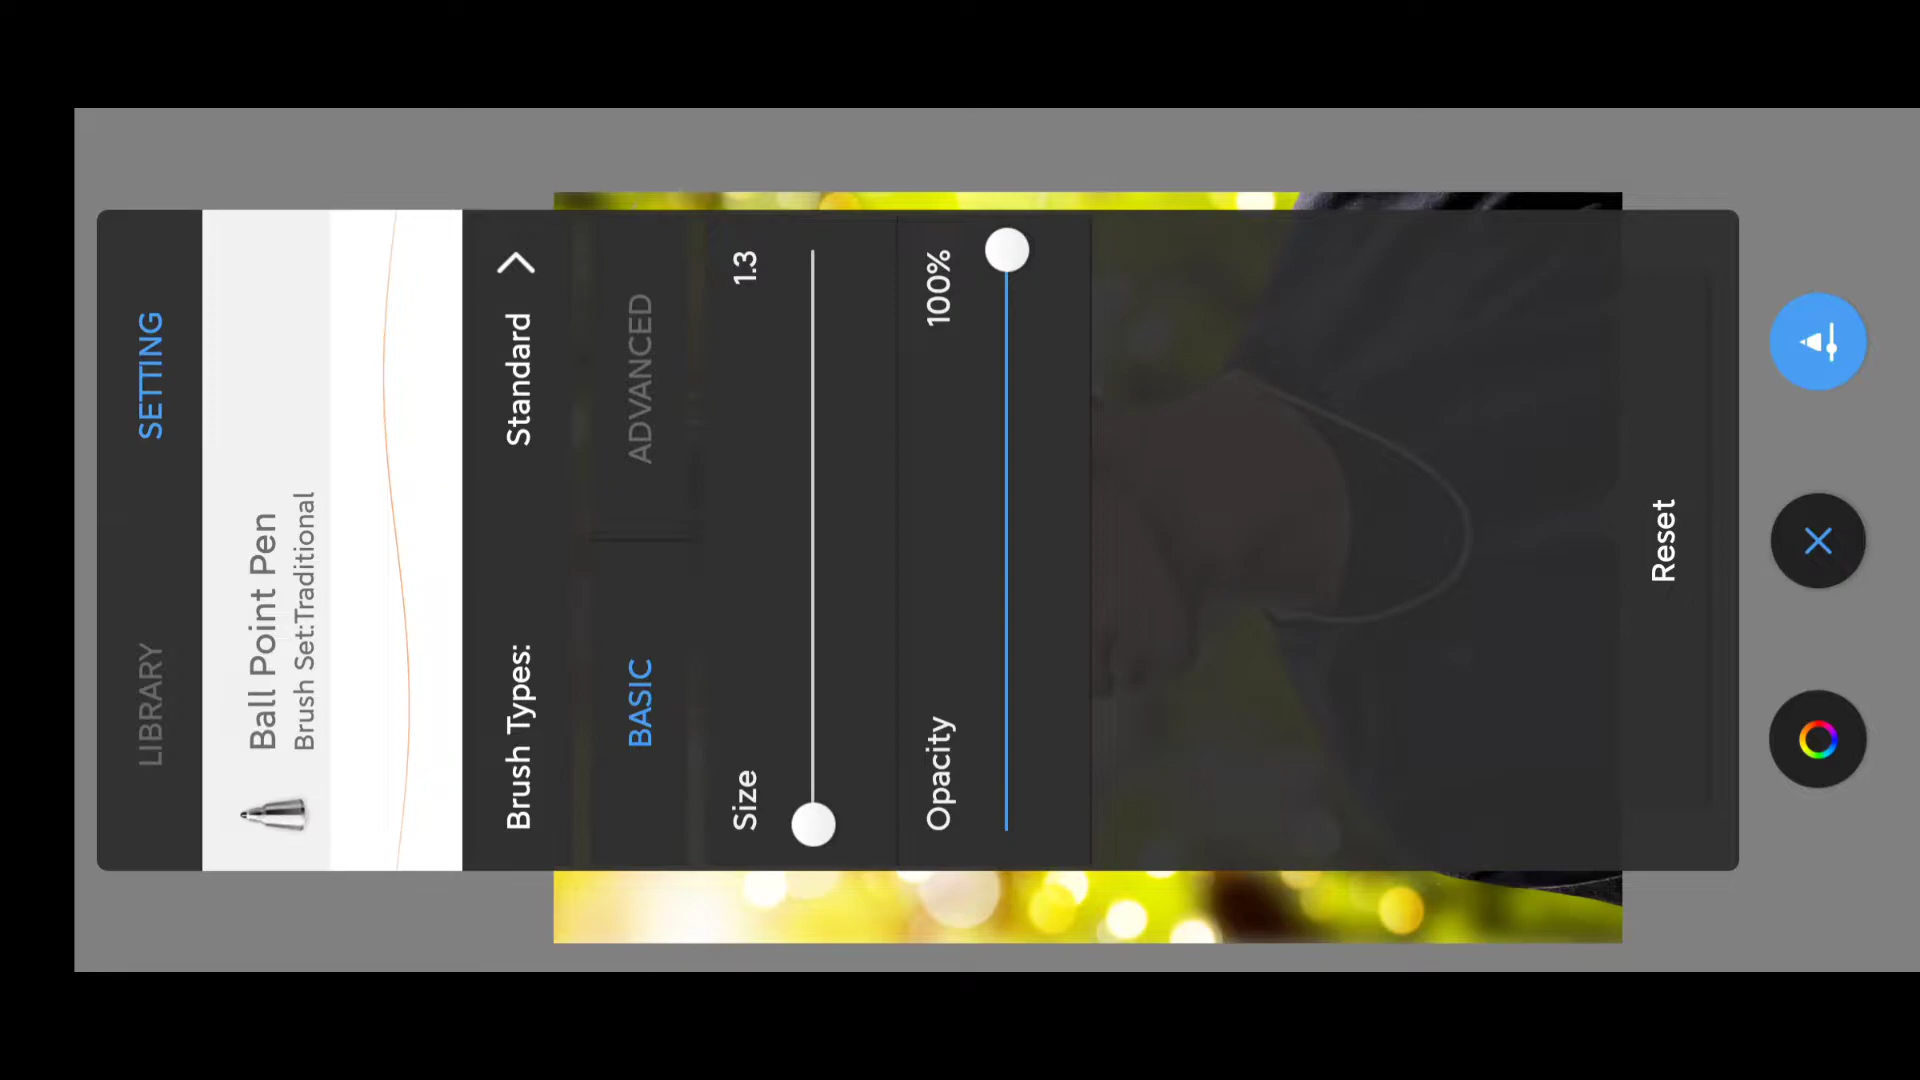 LIBRARY SETTING
Ball Point Pen
Brush Set:Traditional
Brush Types: Standard
BASIC ADVANCED
Size 1.3
Opacity 100%
Reset